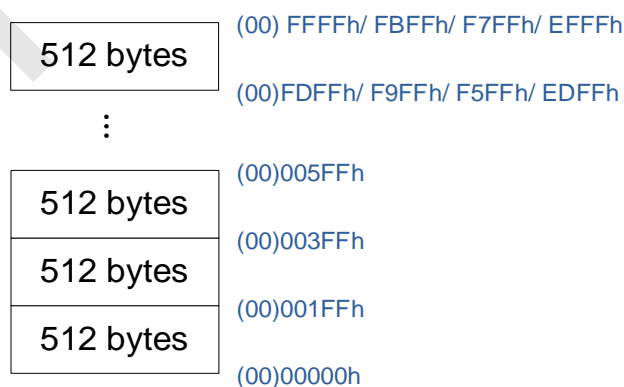 (00) FFFFh/ FBFFh/ F7FFh/ EFFFh
512 bytes
(00)FDFFh/ F9FFh/ F5FFh/ EDFFh
⋮
(00)005FFh
512 bytes
(00)003FFh
512 bytes
(00)001FFh
512 bytes
(00)00000h